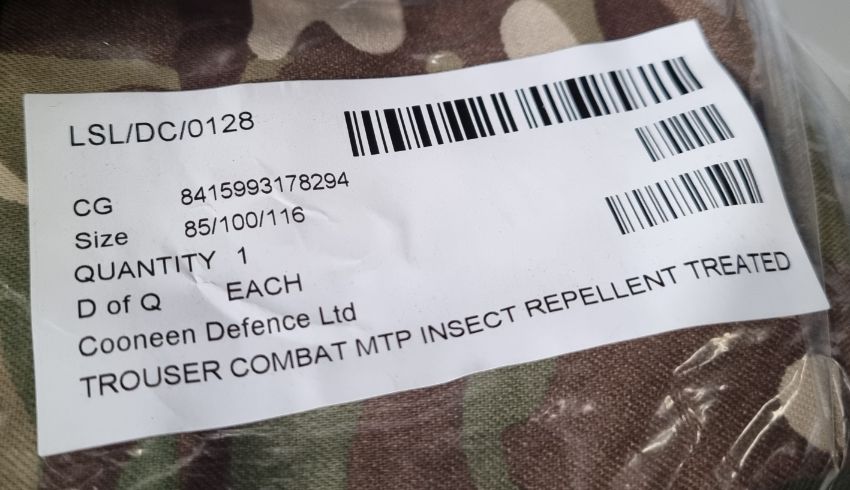 LSL/DC/0128
CG 8415993178294
Size 85/100/116
QUANTITY 1
D of Q EACH
Cooneen Defence Ltd
TROUSER COMBAT MTP INSECT REPELLENT TREATED